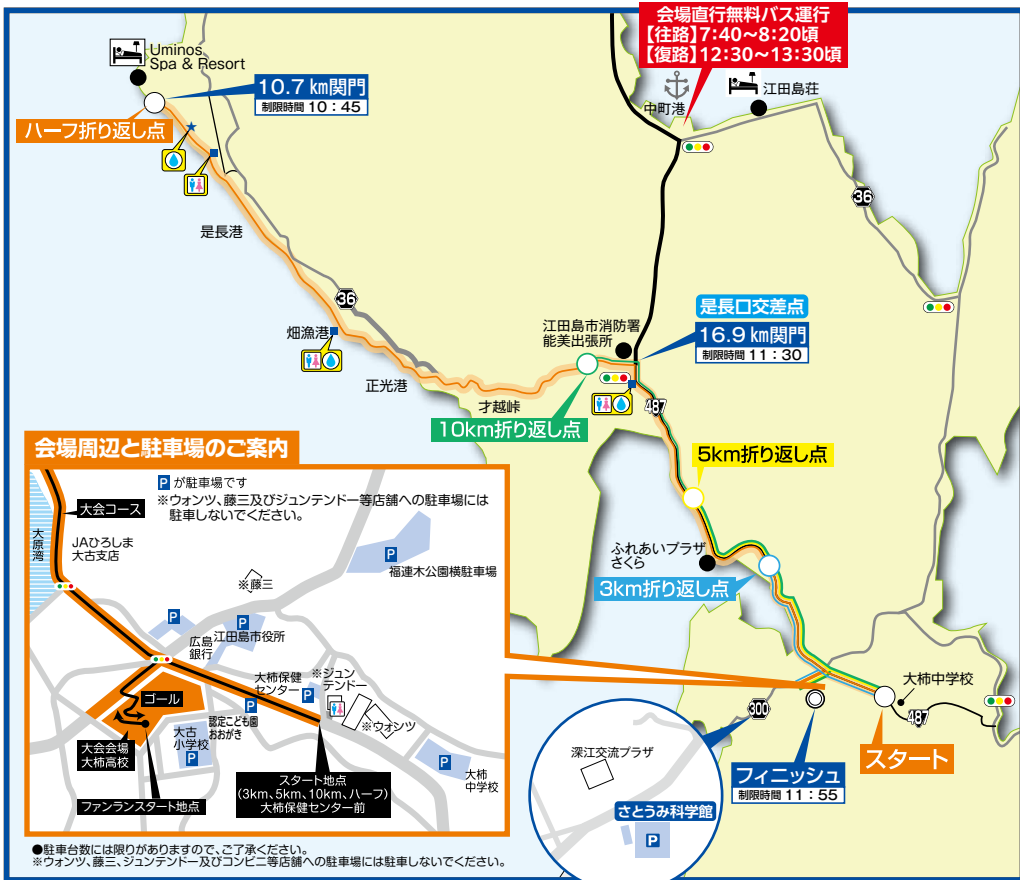 会場直行無料バス運行
【往路】7:40～8:20頃
【復路】12:30～13:30頃
Uminos
Spa & Resort
10.7 km関門
制限時間 10：45
ハーフ折り返し点
中町港
江田島荘
36
是長港
36
畑漁港
正光港
才越峠
江田島市消防署
能美出張所
是長口交差点
16.9 km関門
制限時間 11：30
10km折り返し点
487
5km折り返し点
ふれあいプラザ
さくら
3km折り返し点
大柿中学校
300
487
スタート
フィニッシュ
制限時間 11：55
深江交流プラザ
さとうみ科学館
P
会場周辺と駐車場のご案内
P が駐車場です
※ウォンツ、藤三及びジュンテンドー等店舗への駐車場には
駐車しないでください。
大会コース
大原湾
JAひろしま
大古支店
P
福連木公園横駐車場
※藤三
P
P
広島
銀行
江田島市役所
大柿保健
センター
P
※ジュン
テンドー
※ウォンツ
ゴール
大古
小学校
P
認定こども園
おおがき
P
大会会場
大柿高校
ファンランスタート地点
スタート地点
(3km、5km、10km、ハーフ)
大柿保健センター前
P
大柿
中学校
●駐車台数には限りがありますので、ご了承ください。
※ウォンツ、藤三、ジュンテンドー及びコンビニ等店舗への駐車場には駐車しないでください。